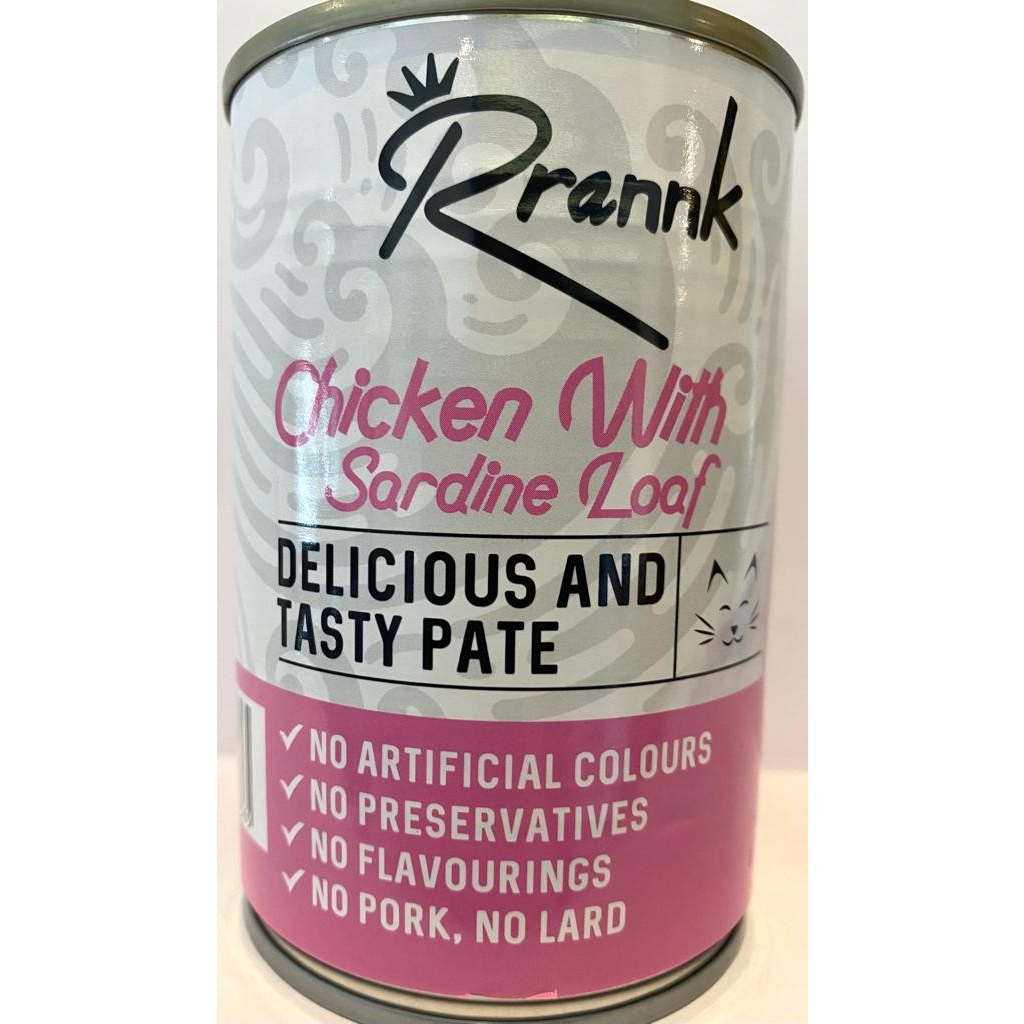 Rrannk
Chicken With
Sardine Loaf
DELICIOUS AND
TASTY PATE
✓ NO ARTIFICIAL COLOURS
✓ NO PRESERVATIVES
✓ NO FLAVOURINGS
✓ NO PORK, NO LARD